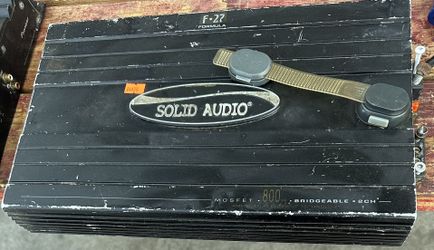 F-27
FORMULA
SOLID AUDIO®
MOSFET 800 BRIDGEABLE • 2CH